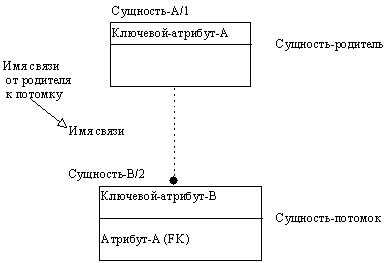 Сущность-А/1
Ключевой-атрибут-А
Сущность-родитель
Имя связи
от родителя
к потомку
Имя связи
Сущность-В/2
Ключевой-атрибут-В
Атрибут-А (FK)
Сущность-потомок